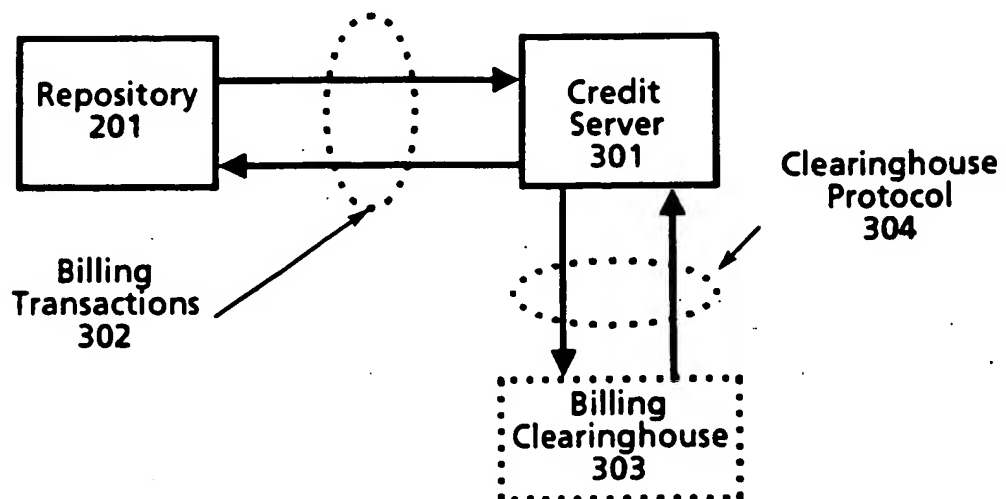 Repository
201
Credit
Server
301
Clearinghouse
Protocol
304
Billing
Transactions
302
Billing
Clearinghouse
303